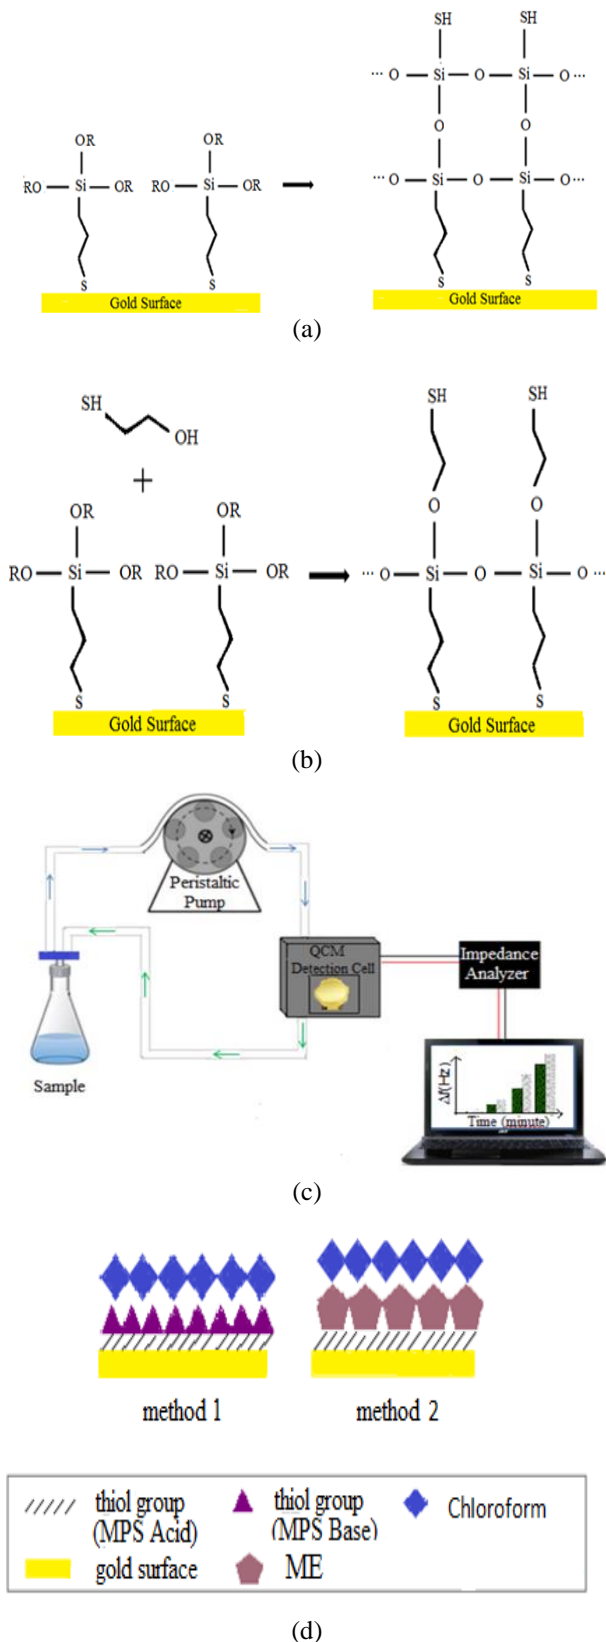 SH SH
··· O Si O Si O ···
O O
OR OR
··· O Si O Si O ···
RO Si OR RO Si OR
S S
S S
Gold Surface
Gold Surface
(a)
SH
OH
+
SH SH
OR OR
O O
RO Si OR RO Si OR
··· O Si O Si O ···
S S
S S
Gold Surface
Gold Surface
(b)
Peristaltic
Pump
QCM
Detection Cell
Impedance
Analyzer
Sample
Δf(Hz)
Time (minute)
acer
(c)
method 1
method 2
thiol group
(MPS Acid)
thiol group
(MPS Base)
Chloroform
gold surface
ME
(d)